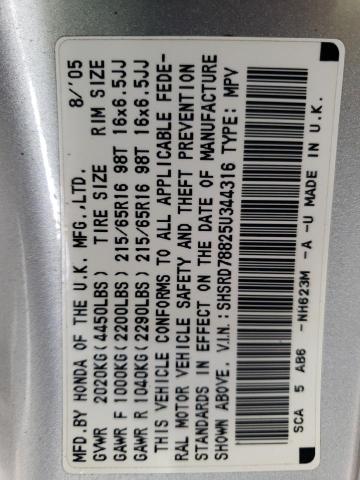 MFD.BY HONDA OF THE U.K. MFG.,LTD. 8/'05
GVWR 2020KG(4450LBS) TIRE SIZE RIM SIZE
GAWR F 1000KG(2200LBS) 215/65R16 98T 16x6.5JJ
GAWR R 1040KG(2290LBS) 215/65R16 98T 16x6.5JJ
THIS VEHICLE CONFORMS TO ALL APPLICABLE FEDE-
RAL MOTOR VEHICLE SAFETY AND THEFT PREVENTION
STANDARDS IN EFFECT ON THE DATE OF MANUFACTURE
SHOWN ABOVE. V.I.N.: SHSRD78825U344316 TYPE: MPV
SCA 5 AB6 -NH623M -A -U MADE IN U.K.